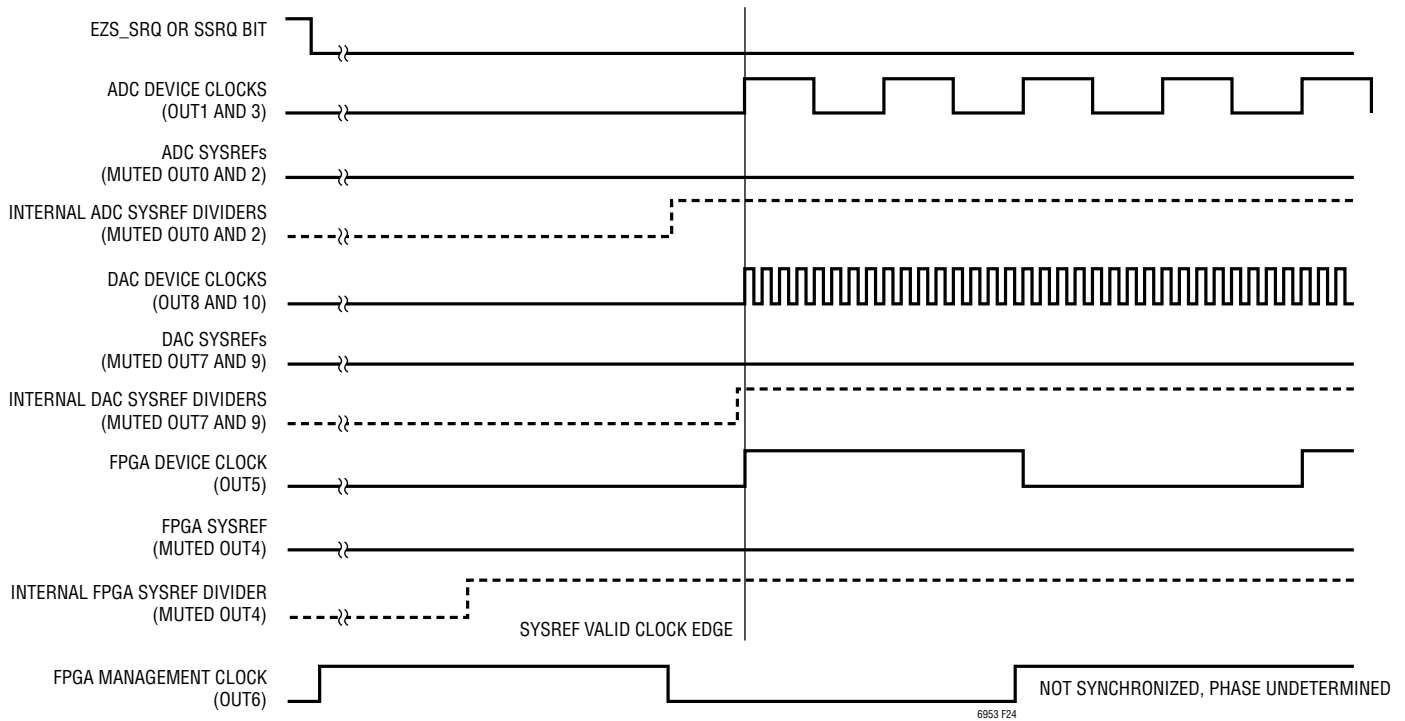 EZS_SRQ OR SSRQ BIT
ADC DEVICE CLOCKS
(OUT1 AND 3)
ADC SYSREFs
(MUTED OUT0 AND 2)
INTERNAL ADC SYSREF DIVIDERS
(MUTED OUT0 AND 2)
DAC DEVICE CLOCKS
(OUT8 AND 10)
DAC SYSREFs
(MUTED OUT7 AND 9)
INTERNAL DAC SYSREF DIVIDERS
(MUTED OUT7 AND 9)
FPGA DEVICE CLOCK
(OUT5)
FPGA SYSREF
(MUTED OUT4)
INTERNAL FPGA SYSREF DIVIDER
(MUTED OUT4)
SYSREF VALID CLOCK EDGE
FPGA MANAGEMENT CLOCK
(OUT6)
NOT SYNCHRONIZED, PHASE UNDETERMINED
6953 F24